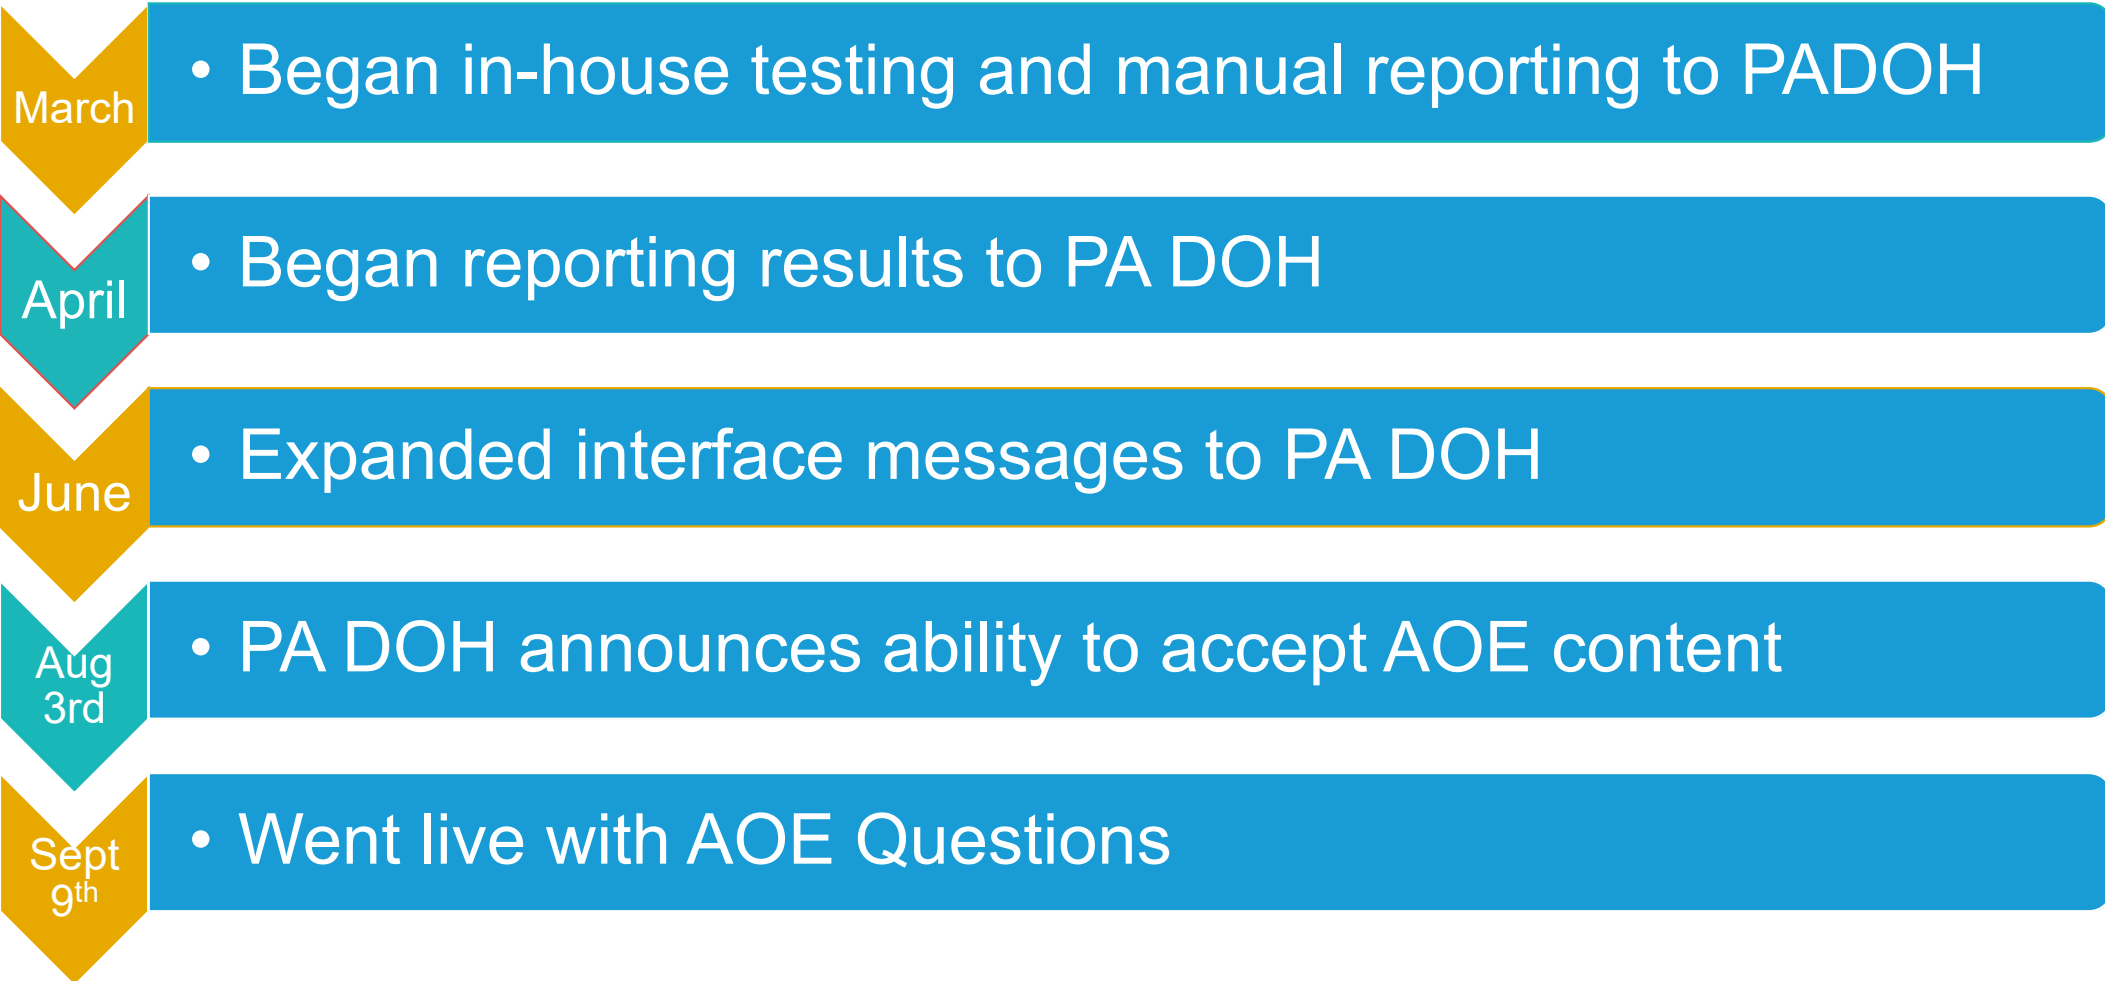 March
• Began in-house testing and manual reporting to PADOH
April
• Began reporting results to PA DOH
June
• Expanded interface messages to PA DOH
Aug
3rd
• PA DOH announces ability to accept AOE content
Sept
9th
• Went live with AOE Questions